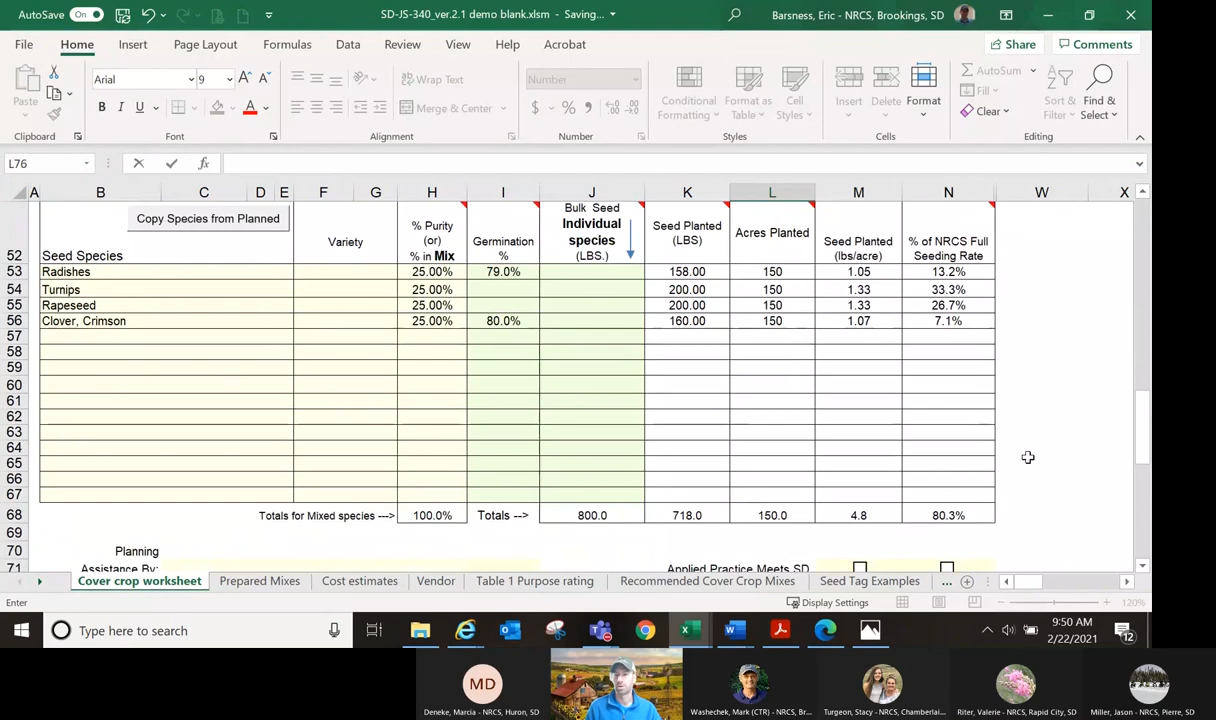 AutoSave On SD-JS-340_ver.2.1 demo blank.xlsm - Saving... Barsness, Eric - NRCS, Brookings, SD
File Home Insert Page Layout Formulas Data Review View Help Acrobat Share Comments
Paste Arial 9 A A Wrap Text Number Conditional Formatting Format as Table Cell Styles Insert Delete Format AutoSum Fill Clear Sort & Filter Find & Select
B I U A Merge & Center $ %
Clipboard Font Alignment Number Styles Cells Editing
L76 fx
A B C D E F G H I J K L M N W X
Copy Species from Planned
52 Seed Species Variety % Purity (or) % in Mix Germination % Bulk Seed Individual species (LBS.) Seed Planted (LBS) Acres Planted Seed Planted (lbs/acre) % of NRCS Full Seeding Rate
53 Radishes 25.00% 79.0% 158.00 150 1.05 13.2%
54 Turnips 25.00% 200.00 150 1.33 33.3%
55 Rapeseed 25.00% 200.00 150 1.33 26.7%
56 Clover, Crimson 25.00% 80.0% 160.00 150 1.07 7.1%
57
58
59
60
61
62
63
64
65
66
67
68 Totals for Mixed species ---> 100.0% Totals --> 800.0 718.0 150.0 4.8 80.3%
69
70 Planning
71 Assistance By: Applied Practice Meets SD
Cover crop worksheet Prepared Mixes Cost estimates Vendor Table 1 Purpose rating Recommended Cover Crop Mixes Seed Tag Examples ...
Enter Display Settings 120%
Type here to search 9:50 AM
2/22/2021 12
MD
Deneke, Marcia - NRCS, Huron, SD Washechek, Mark (CTR) - NRCS, Br... Turgeon, Stacy - NRCS, Chamberlai... Riter, Valerie - NRCS, Rapid City, SD Miller, Jason - NRCS, Pierre, SD